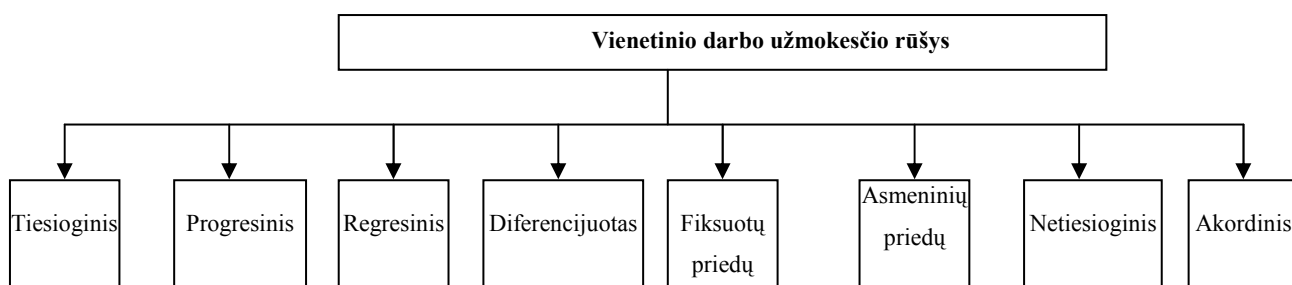 Vienetinio darbo užmokesčio rūšys
Tiesioginis
Progresinis
Regresinis
Diferencijuotas
Fiksuotų
priedų
Asmeninių
priedų
Netiesioginis
Akordinis